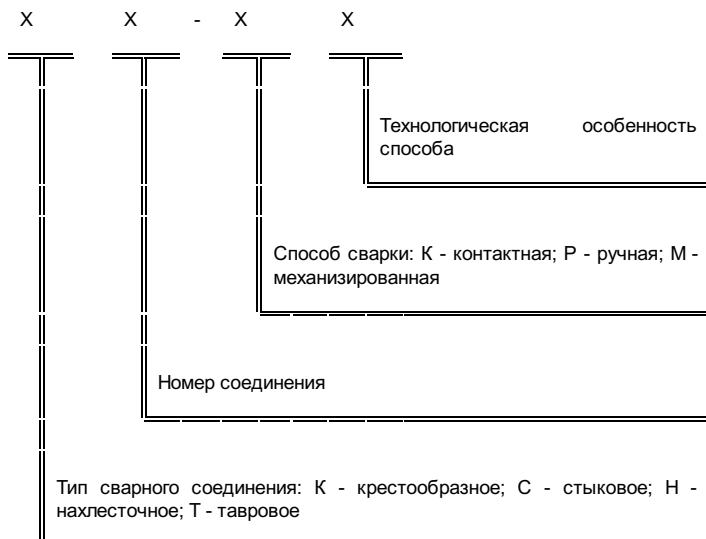 Х Х - Х Х
Технологическая особенность
способа
Способ сварки: К - контактная; Р - ручная; М -
механизированная
Номер соединения
Тип сварного соединения: К - крестообразное; С - стыковое; Н -
нахлесточное; Т - тавровое